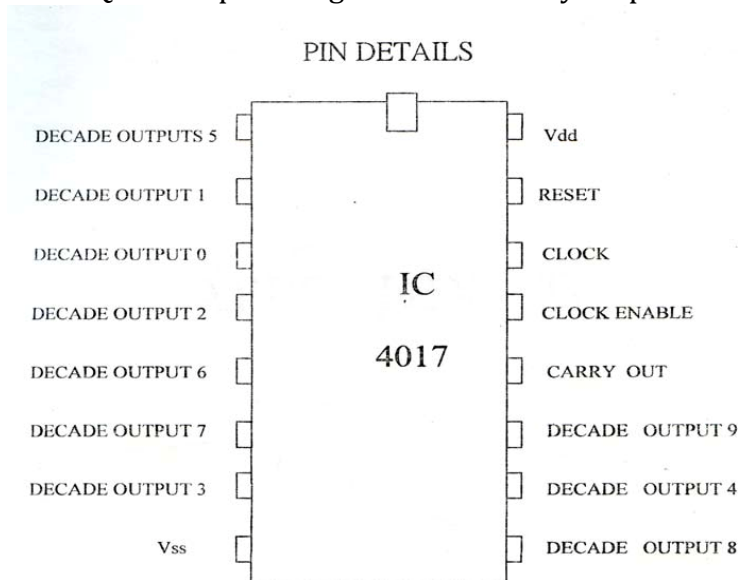 PIN DETAILS
DECADE OUTPUTS 5
DECADE OUTPUT 1
DECADE OUTPUT 0
DECADE OUTPUT 2
DECADE OUTPUT 6
DECADE OUTPUT 7
DECADE OUTPUT 3
Vss
IC
4017
Vdd
RESET
CLOCK
CLOCK ENABLE
CARRY OUT
DECADE OUTPUT 9
DECADE OUTPUT 4
DECADE OUTPUT 8